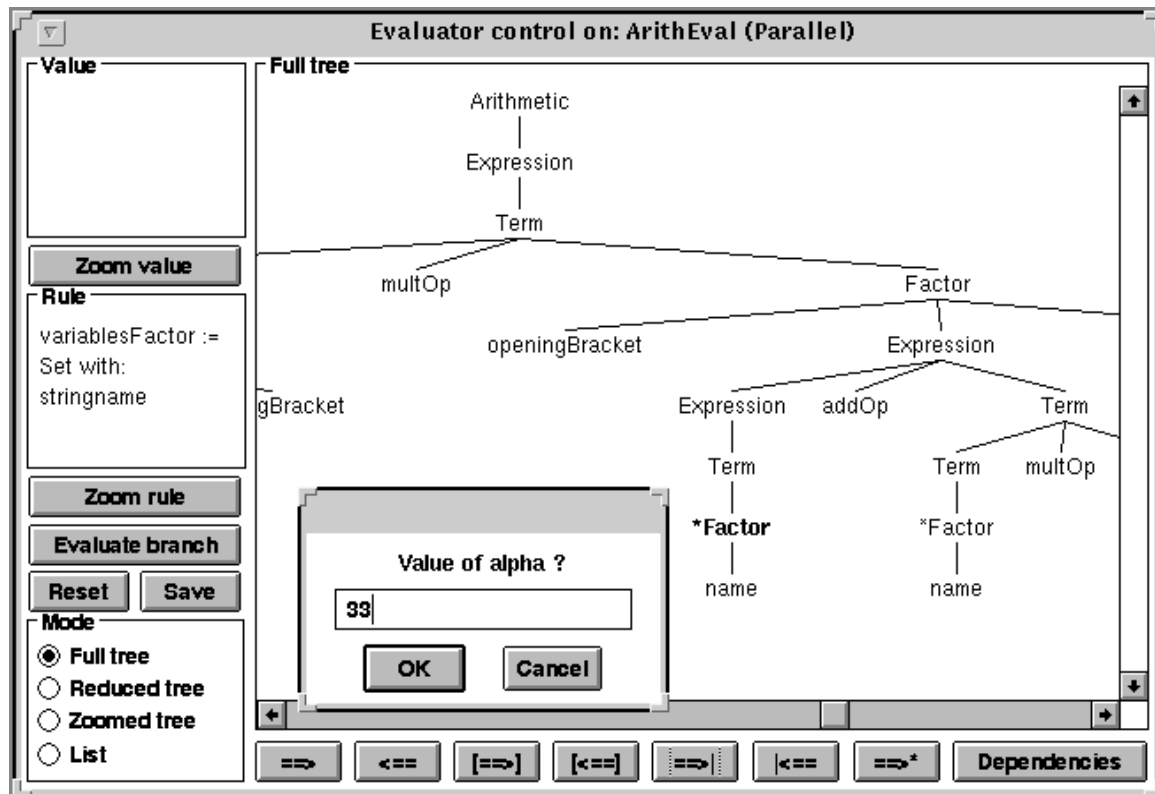 Evaluator control on: ArithEval (Parallel)
Value
Zoom value
Rule
variablesFactor :=
Set with:
stringname
Zoom rule
Evaluate branch
Reset Save
Mode
Full tree
Reduced tree
Zoomed tree
List
Full tree
Arithmetic
Expression
Term
multOp Factor
openingBracket Expression
gBracket Expression addOp Term
Term Term multOp
*Factor *Factor
name name
Value of alpha ?
33
OK Cancel
==> <== [==>] [<==] ==>| |<== ==>* Dependencies